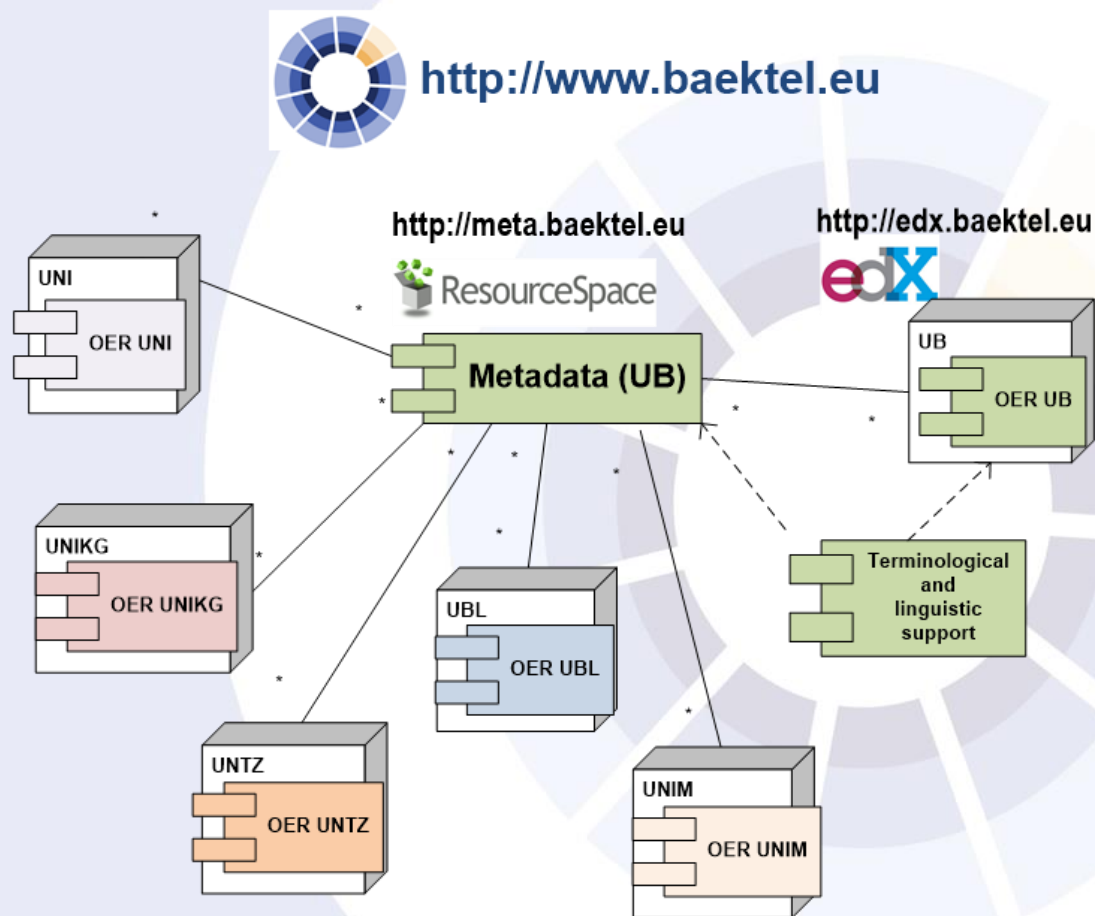 http://www.baektel.eu
http://meta.baektel.eu
http://edx.baektel.eu
ResourceSpace
edX
*
UNI
OER UNI
*
Metadata (UB)
*
*
*
UB
OER UB
*
*
*
*
*
UNIKG
OER UNIKG
*
Terminological
and
linguistic
support
UBL
OER UBL
*
*
UNTZ
OER UNTZ
UNIM
OER UNIM